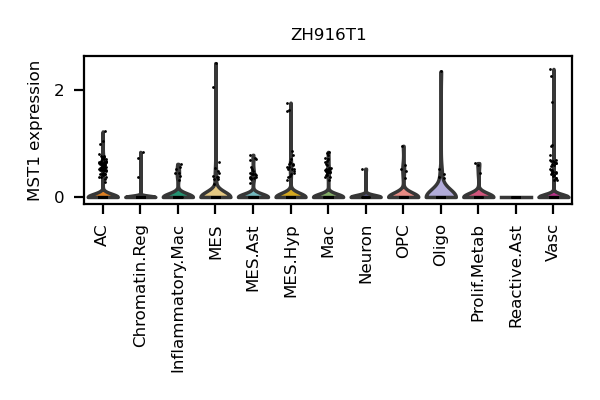 ZH916T1
MST1 expression
2
0
AC
Chromatin.Reg
Inflammatory.Mac
MES
MES.Ast
MES.Hyp
Mac
Neuron
OPC
Oligo
Prolif.Metab
Reactive.Ast
Vasc